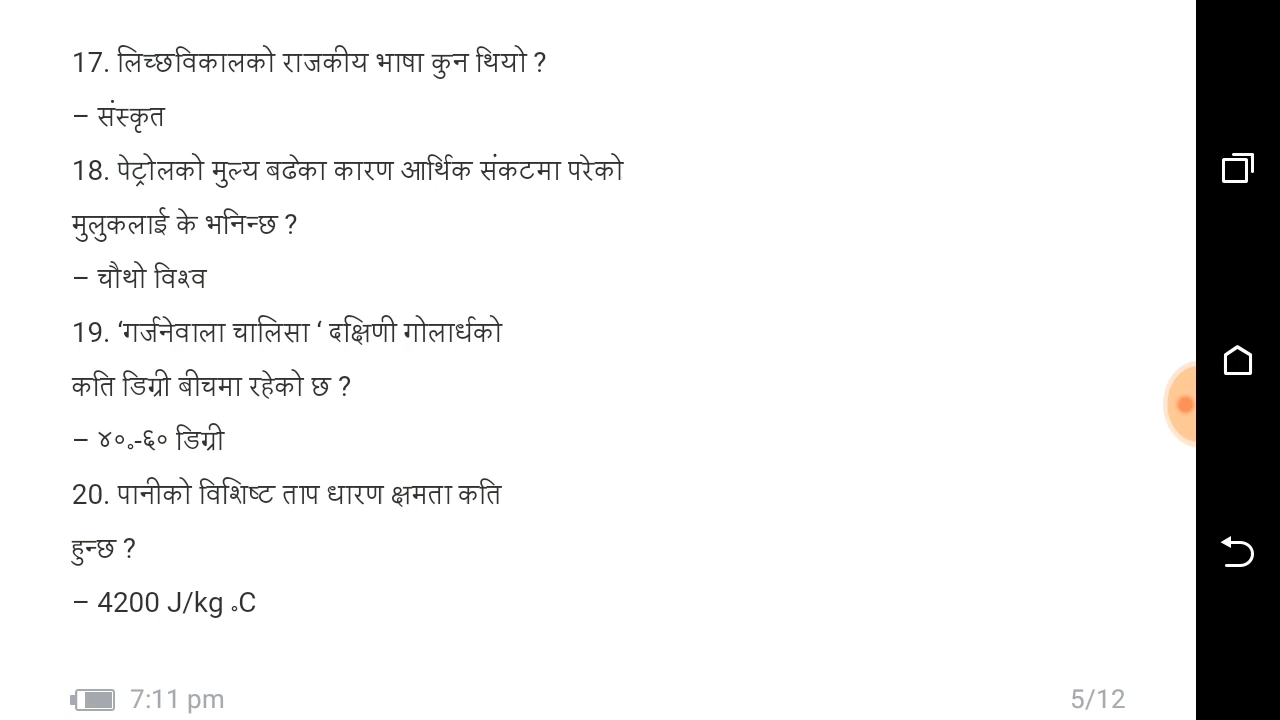 17. लिच्छविकालको राजकीय भाषा कुन थियो ?
– संस्कृत
18. पेट्रोलको मुल्य बढेका कारण आर्थिक संकटमा परेको
मुलुकलाई के भनिन्छ ?
– चौथो विश्व
19. ‘गर्जनेवाला चालिसा ‘ दक्षिणी गोलार्धको
कति डिग्री बीचमा रहेको छ ?
– ४०॰-६० डिग्री
20. पानीको विशिष्ट ताप धारण क्षमता कति
हुन्छ ?
– 4200 J/kg ॰C
7:11 pm
5/12